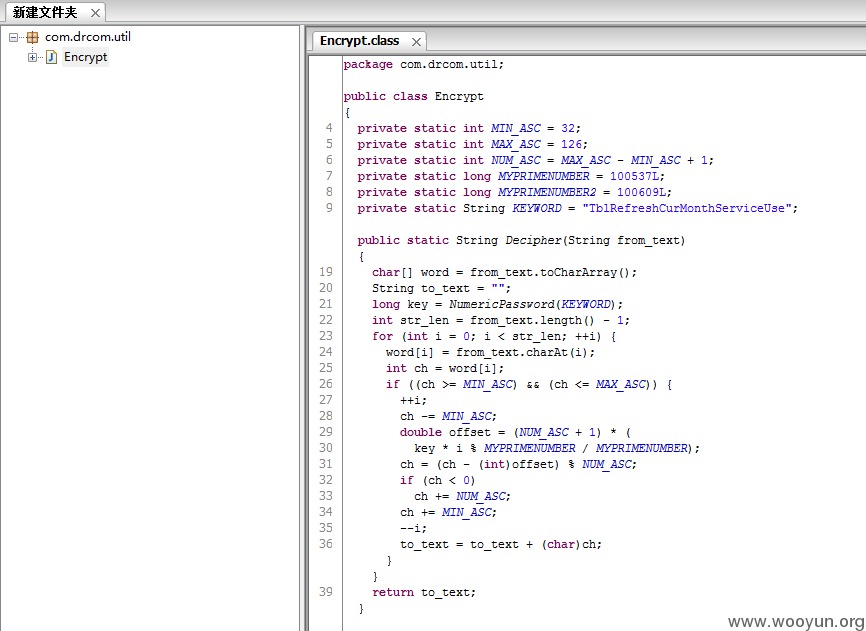 新建文件夹
com.drcom.util
Encrypt
Encrypt.class
package com.drcom.util;
public class Encrypt
{
4 private static int MIN_ASC = 32;
5 private static int MAX_ASC = 126;
6 private static int NUM_ASC = MAX_ASC - MIN_ASC + 1;
7 private static long MYPRIMENUMBER = 100537L;
8 private static long MYPRIMENUMBER2 = 100609L;
9 private static String KEYWORD = "TblRefreshCurMonthServiceUse";
public static String Decipher(String from_text)
{
19 char[] word = from_text.toCharArray();
20 String to_text = "";
21 long key = NumericPassword(KEYWORD);
22 int str_len = from_text.length() - 1;
23 for (int i = 0; i < str_len; ++i) {
24 word[i] = from_text.charAt(i);
25 int ch = word[i];
26 if ((ch >= MIN_ASC) && (ch <= MAX_ASC)) {
27 ++i;
28 ch -= MIN_ASC;
29 double offset = (NUM_ASC + 1) * (
30 key * i % MYPRIMENUMBER / MYPRIMENUMBER);
31 ch = (ch - (int)offset) % NUM_ASC;
32 if (ch < 0)
33 ch += NUM_ASC;
34 ch += MIN_ASC;
35 --i;
36 to_text = to_text + (char)ch;
}
}
39 return to_text;
}
www.wooyun.org